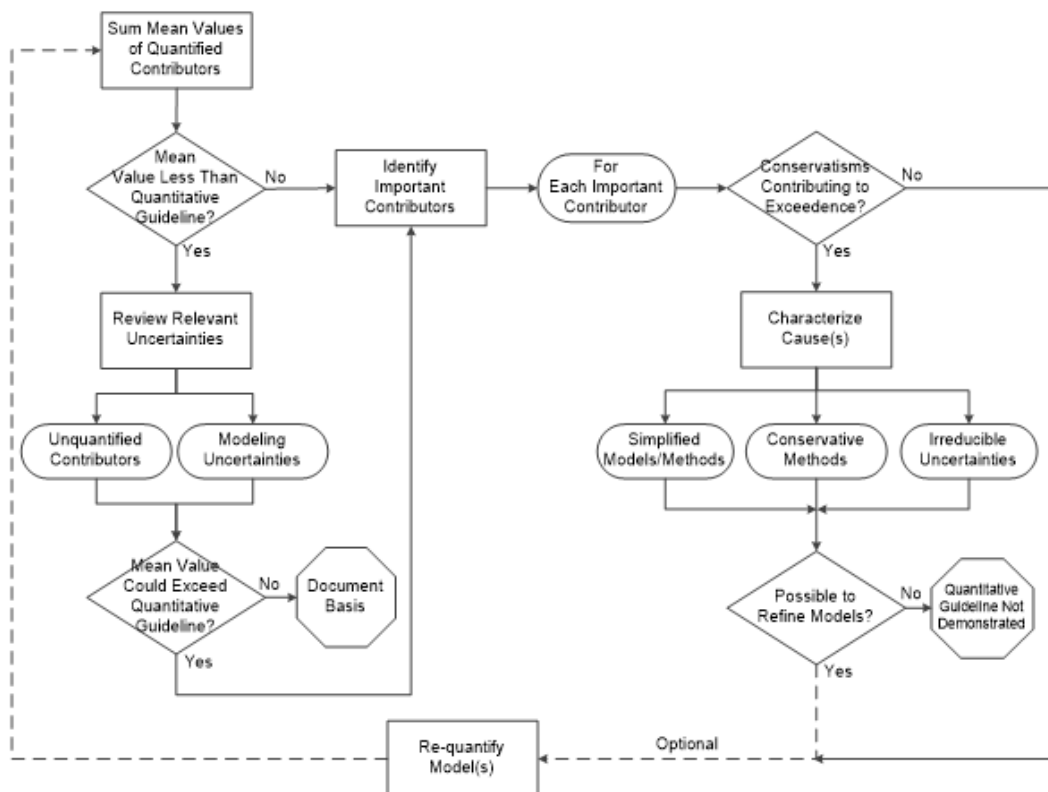 Sum Mean Values
of Quantified
Contributors
Mean
Value Less Than
Quantitative
Guideline?
No
Identify
Important
Contributors
For
Each Important
Contributor
Conservatisms
Contributing to
Exceedence?
No
Yes
Yes
Review Relevant
Uncertainties
Characterize
Cause(s)
Unquantified
Contributors
Modeling
Uncertainties
Simplified
Models/Methods
Conservative
Methods
Irreducible
Uncertainties
Mean Value
Could Exceed
Quantitative
Guideline?
No
Document
Basis
Possible to
Refine Models?
No
Quantitative
Guideline Not
Demonstrated
Yes
Yes
Re-quantify
Model(s)
Optional